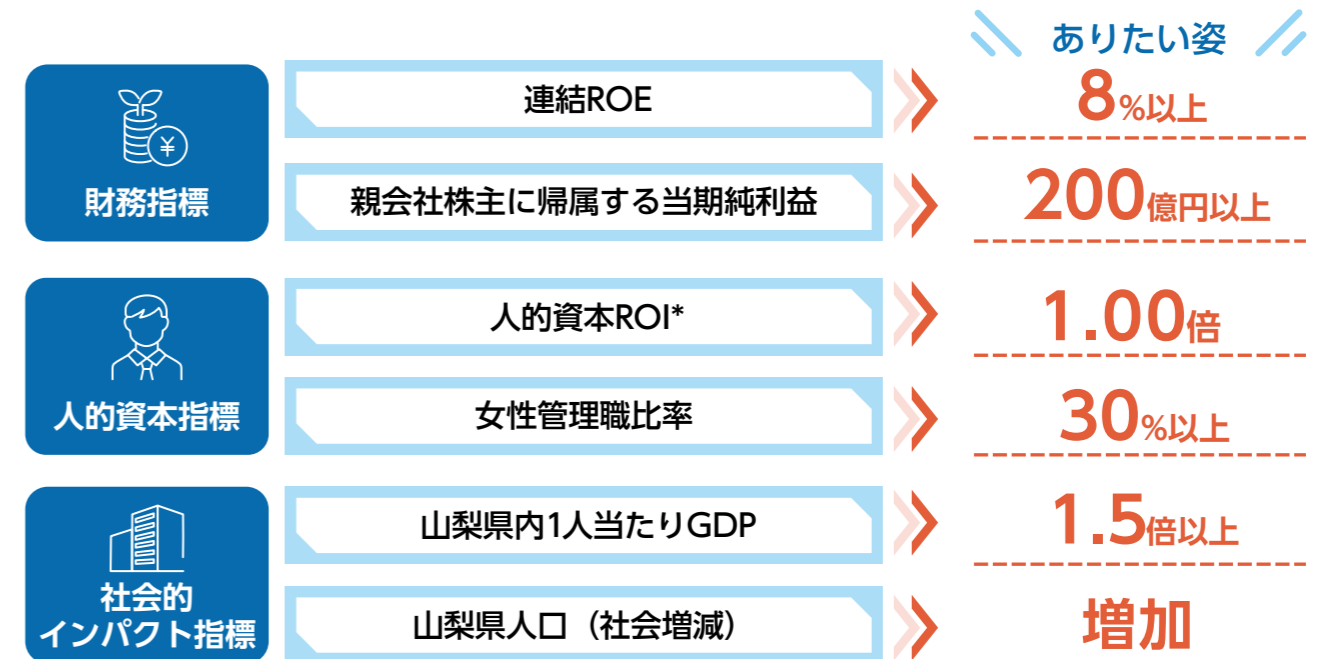 ありたい姿
財務指標
連結ROE
8%以上
親会社株主に帰属する当期純利益
200億円以上
人的資本指標
人的資本ROI*
1.00倍
女性管理職比率
30%以上
社会的
インパクト指標
山梨県内1人当たりGDP
1.5倍以上
山梨県人口（社会増減）
増加
¥